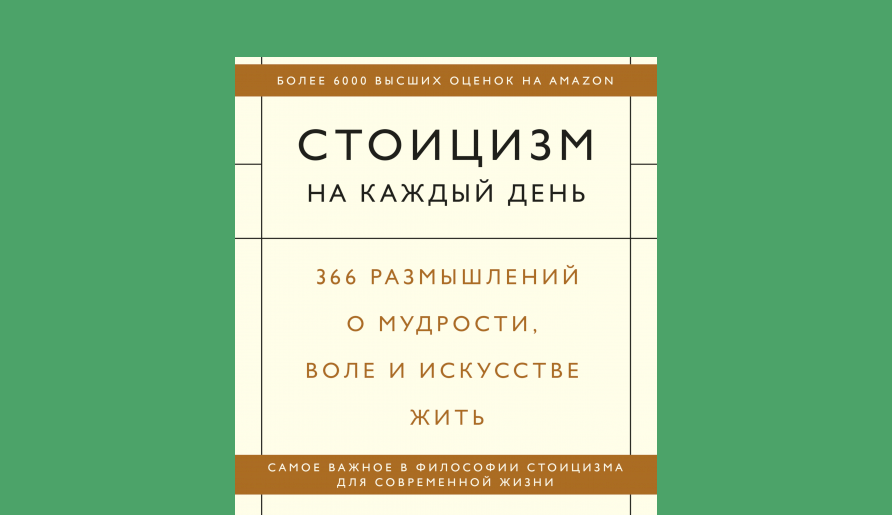 БОЛЕЕ 6000 ВЫСШИХ ОЦЕНОК НА AMAZON
СТОИЦИЗМ
НА КАЖДЫЙ ДЕНЬ
366 РАЗМЫШЛЕНИЙ
О МУДРОСТИ,
ВОЛЕ И ИСКУССТВЕ
ЖИТЬ
САМОЕ ВАЖНОЕ В ФИЛОСОФИИ СТОИЦИЗМА
ДЛЯ СОВРЕМЕННОЙ ЖИЗНИ